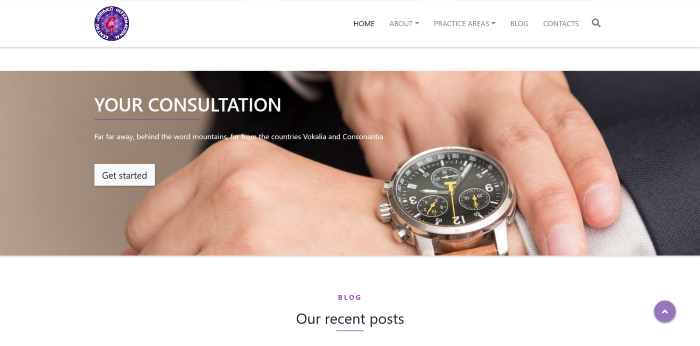 HOME ABOUT PRACTICE AREAS BLOG CONTACTS
YOUR CONSULTATION
Far far away, behind the word mountains, far from the countries Vokalia and Consonantia.
Get started
BLOG
Our recent posts